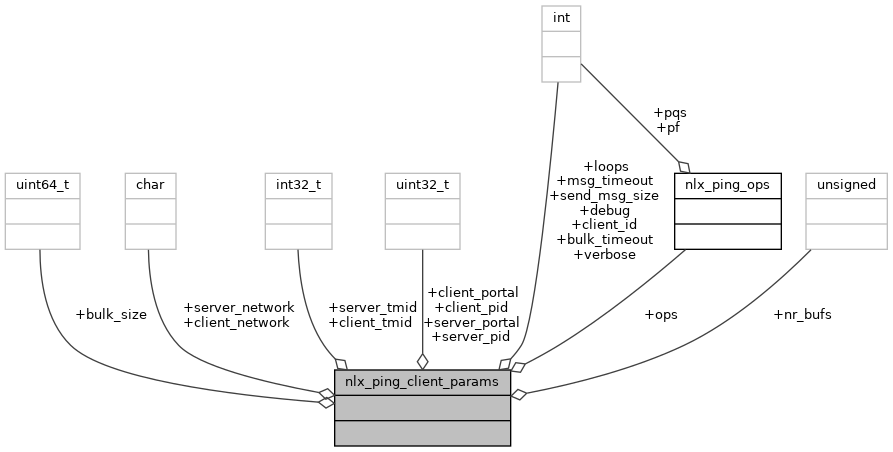 int
+pqs
+pf
uint64_t
char
int32_t
uint32_t
+loops
+msg_timeout
+send_msg_size
+debug
+client_id
+bulk_timeout
+verbose
nlx_ping_ops
unsigned
+bulk_size
+server_network
+client_network
+server_tmid
+client_tmid
+client_portal
+client_pid
+server_portal
+server_pid
+ops
+nr_bufs
nlx_ping_client_params